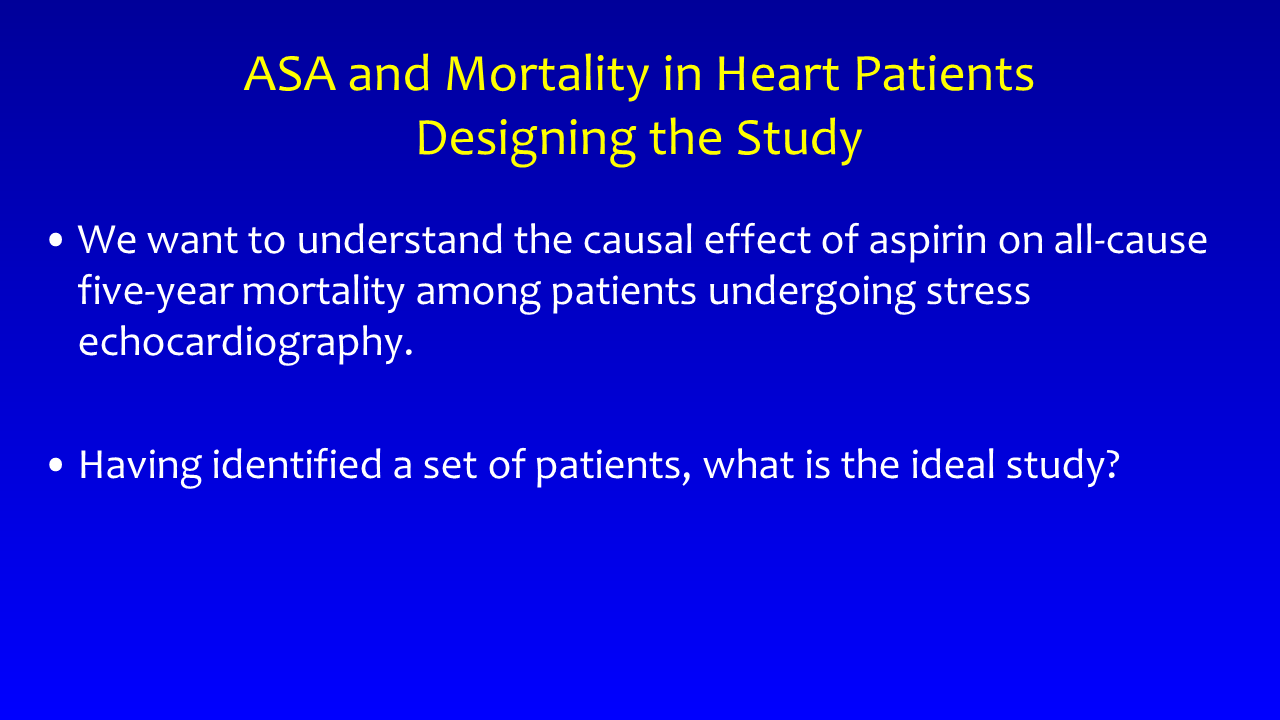 ASA and Mortality in Heart Patients
Designing the Study
• We want to understand the causal effect of aspirin on all-cause
five-year mortality among patients undergoing stress
echocardiography.
• Having identified a set of patients, what is the ideal study?